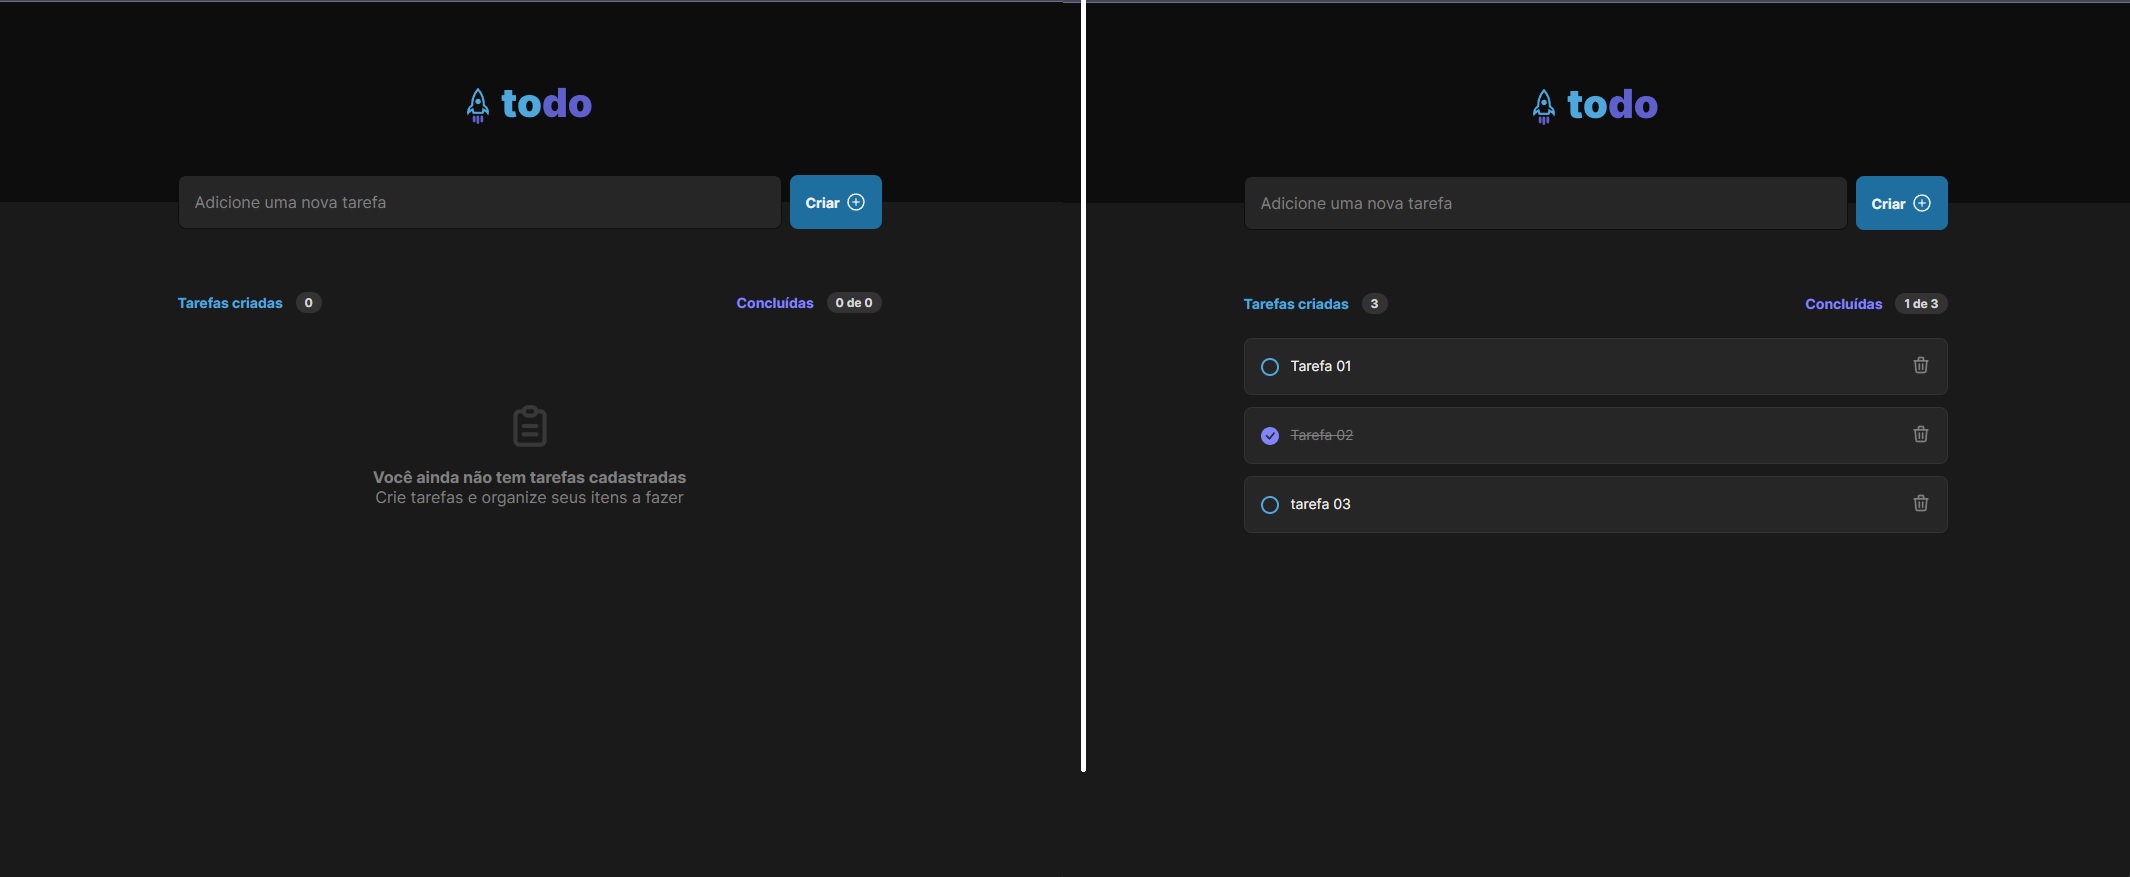 todo
Adicione uma nova tarefa
Criar
Tarefas criadas 0
Concluídas 0 de 0
Você ainda não tem tarefas cadastradas
Crie tarefas e organize seus itens a fazer
todo
Adicione uma nova tarefa
Criar
Tarefas criadas 3
Concluídas 1 de 3
Tarefa 01
Tarefa 02
tarefa 03